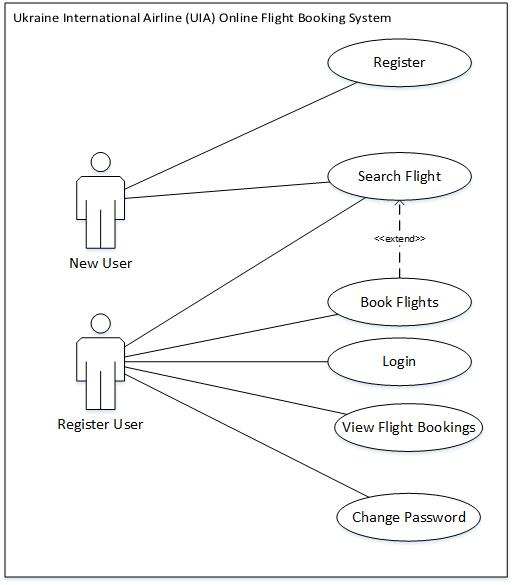 Ukraine International Airline (UIA) Online Flight Booking System
Register
Search Flight
New User
<<extend>>
Book Flights
Login
Register User
View Flight Bookings
Change Password